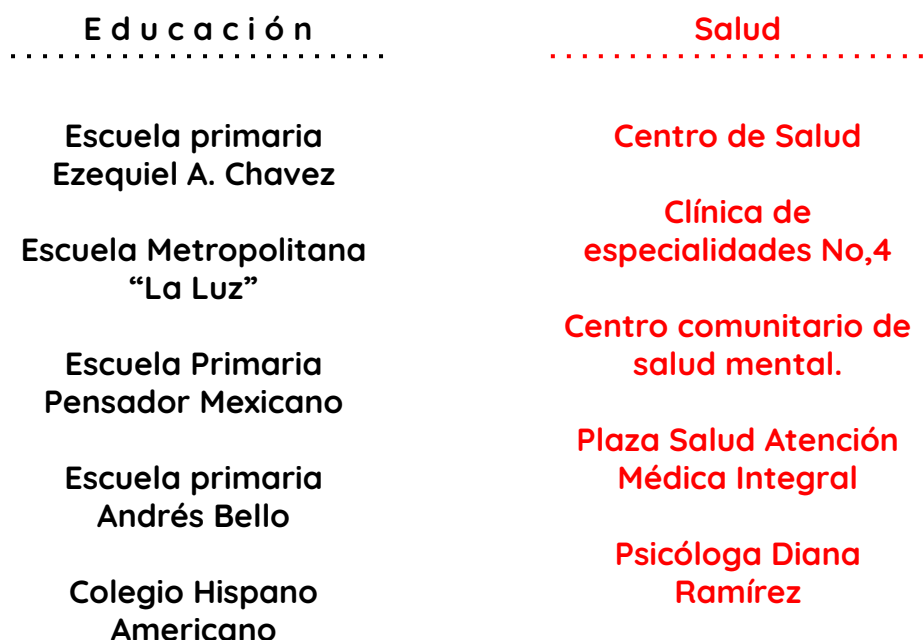 Educación
Escuela primaria
Ezequiel A. Chavez
Escuela Metropolitana
“La Luz”
Escuela Primaria
Pensador Mexicano
Escuela primaria
Andrés Bello
Colegio Hispano
Americano
Salud
Centro de Salud
Clínica de
especialidades No,4
Centro comunitario de
salud mental.
Plaza Salud Atención
Médica Integral
Psicóloga Diana
Ramírez